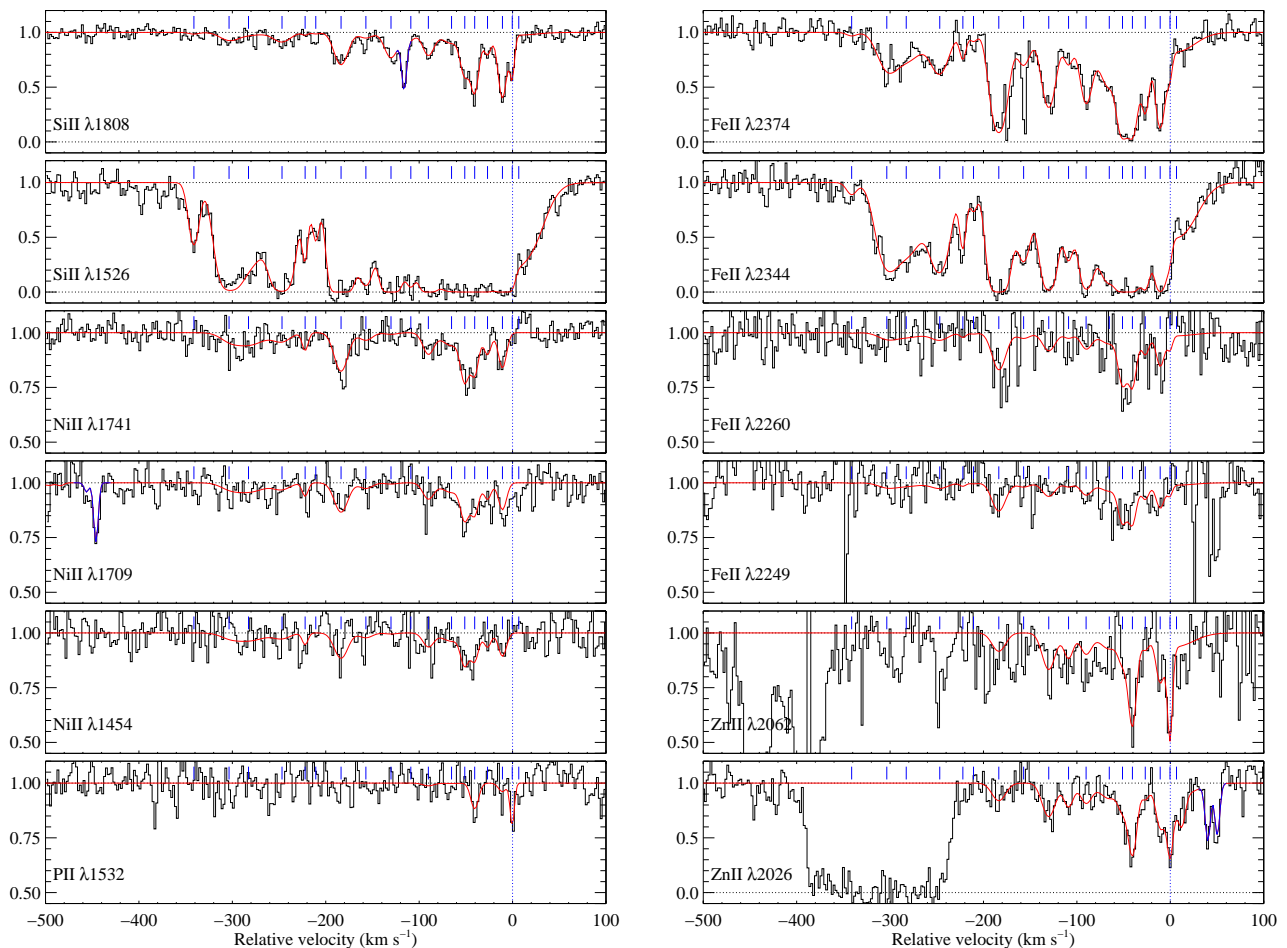 1.0
0.5
0.0
SiII λ1808
1.0
0.5
0.0
SiII λ1526
1.00
0.75
0.50
NiII λ1741
1.00
0.75
0.50
NiII λ1709
1.00
0.75
0.50
NiII λ1454
1.00
0.75
0.50
PII λ1532
−500 −400 −300 −200 −100 0 100
Relative velocity (km s⁻¹)
1.0
0.5
0.0
FeII λ2374
1.0
0.5
0.0
FeII λ2344
1.00
0.75
0.50
FeII λ2260
1.00
0.75
0.50
FeII λ2249
1.00
0.75
0.50
ZnII λ2062
1.0
0.5
0.0
ZnII λ2026
−500 −400 −300 −200 −100 0 100
Relative velocity (km s⁻¹)